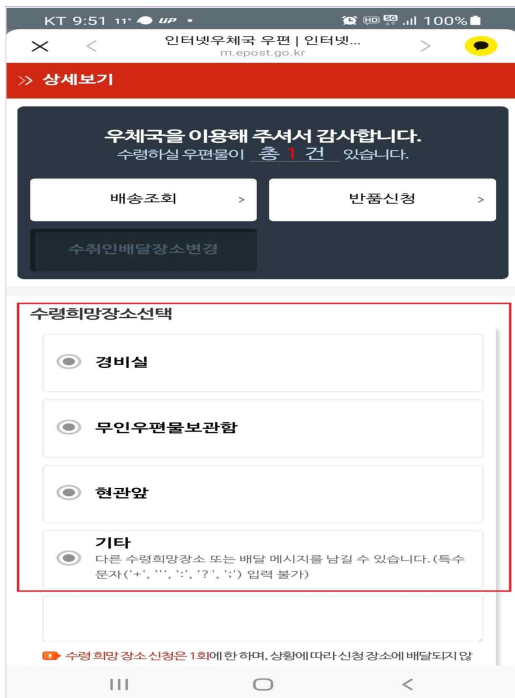 KT 9:51 11° UP •
HD 5G .ııl 100%
인터넷우체국 우편 | 인터넷...
m.epost.go.kr
» 상세보기
우체국을 이용해 주셔서 감사합니다.
수령하실 우편물이 총 1 건 있습니다.
배송조회 >
반품신청 >
수취인배달장소변경
수령희망장소선택
경비실
무인우편물보관함
현관앞
기타
다른 수령희망장소 또는 배달 메시지를 남길 수 있습니다. (특수
문자('+', ''', ':', '?', ';') 입력 불가)
수령 희망 장소 신청은 1회에 한 하며, 상황에 따라 신청 장소에 배달되지 않